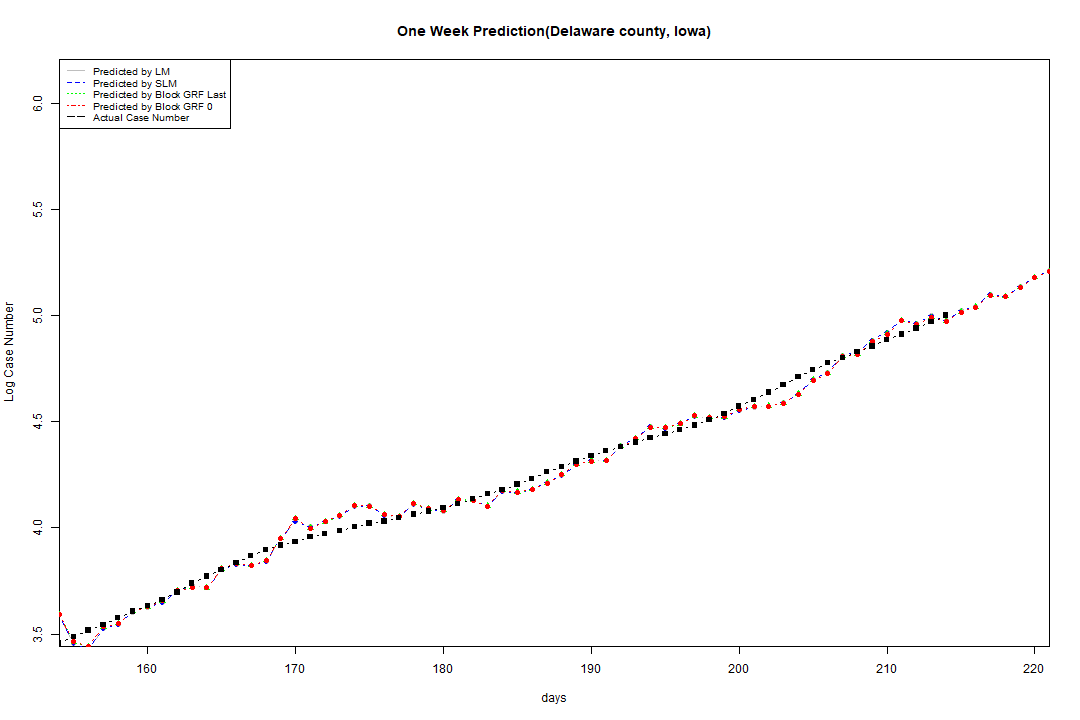 One Week Prediction(Delaware county, Iowa)
Predicted by LM
Predicted by SLM
Predicted by Block GRF Last
Predicted by Block GRF 0
Actual Case Number
6.0
5.5
5.0
4.5
4.0
3.5
Log Case Number
160 170 180 190 200 210 220
days